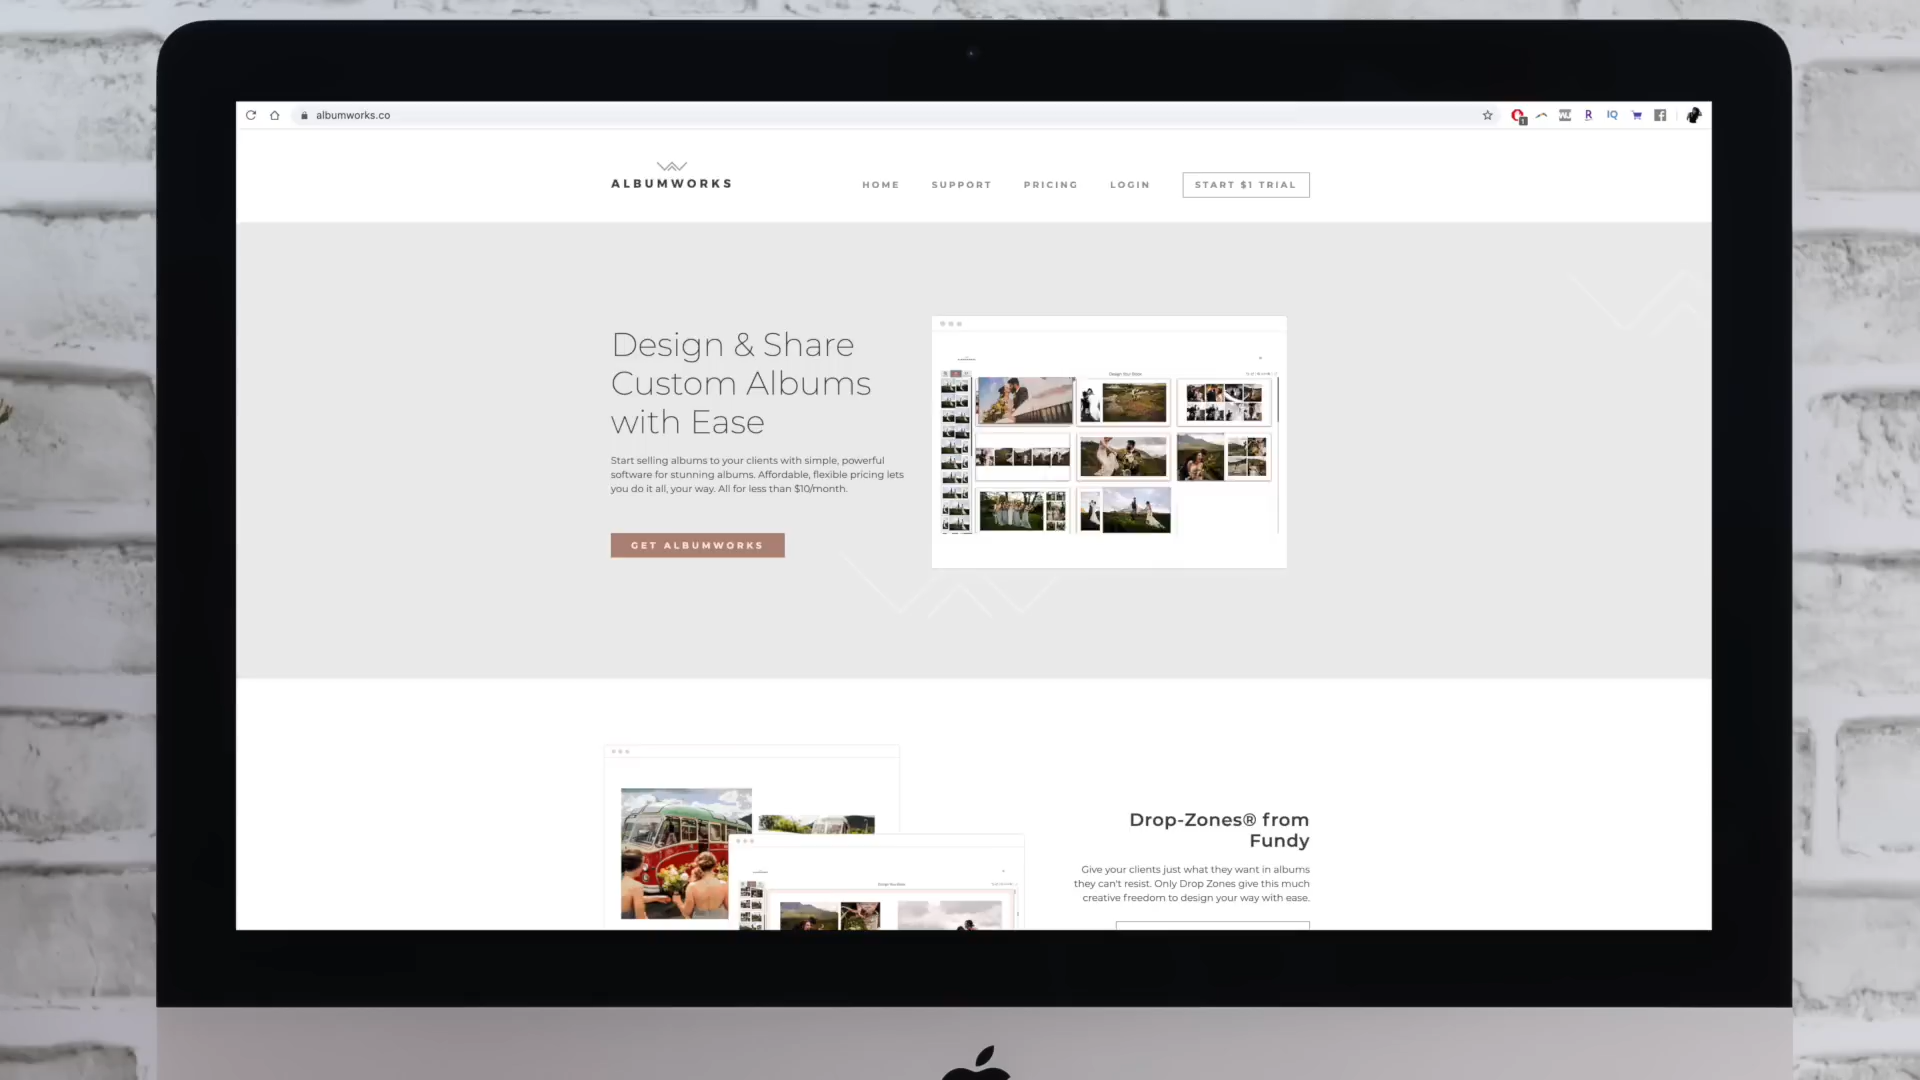 albumworks.co
1
R
IQ
ALBUMWORKS
HOME
SUPPORT
PRICING
LOGIN
START $1 TRIAL
Design & Share
Custom Albums
with Ease
Start selling albums to your clients with simple, powerful
software for stunning albums. Affordable, flexible pricing lets
you do it all, your way. All for less than $10/month.
GET ALBUMWORKS
Drop-Zones® from
Fundy
Give your clients just what they want in albums
they can't resist. Only Drop Zones give this much
creative freedom to design your way with ease.